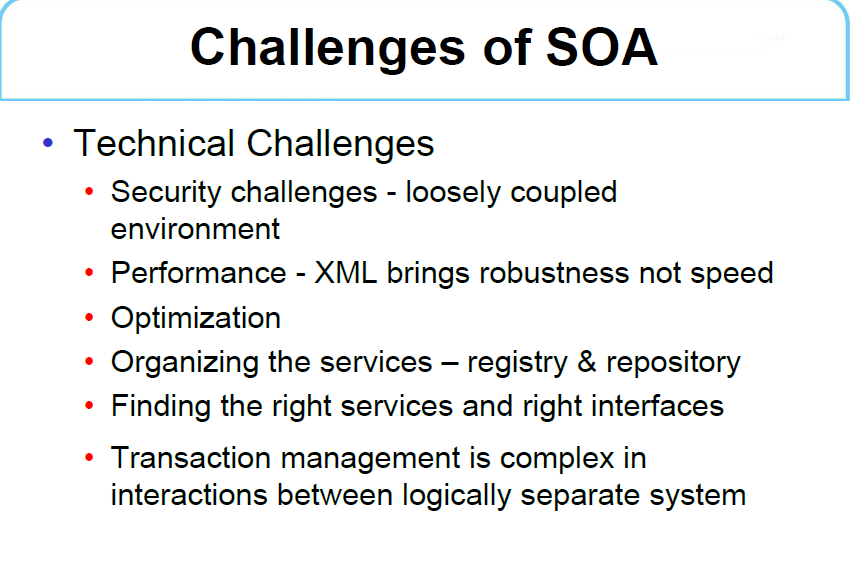 Challenges of SOA
• Technical Challenges
• Security challenges - loosely coupled
environment
• Performance - XML brings robustness not speed
• Optimization
• Organizing the services – registry & repository
• Finding the right services and right interfaces
• Transaction management is complex in
interactions between logically separate system